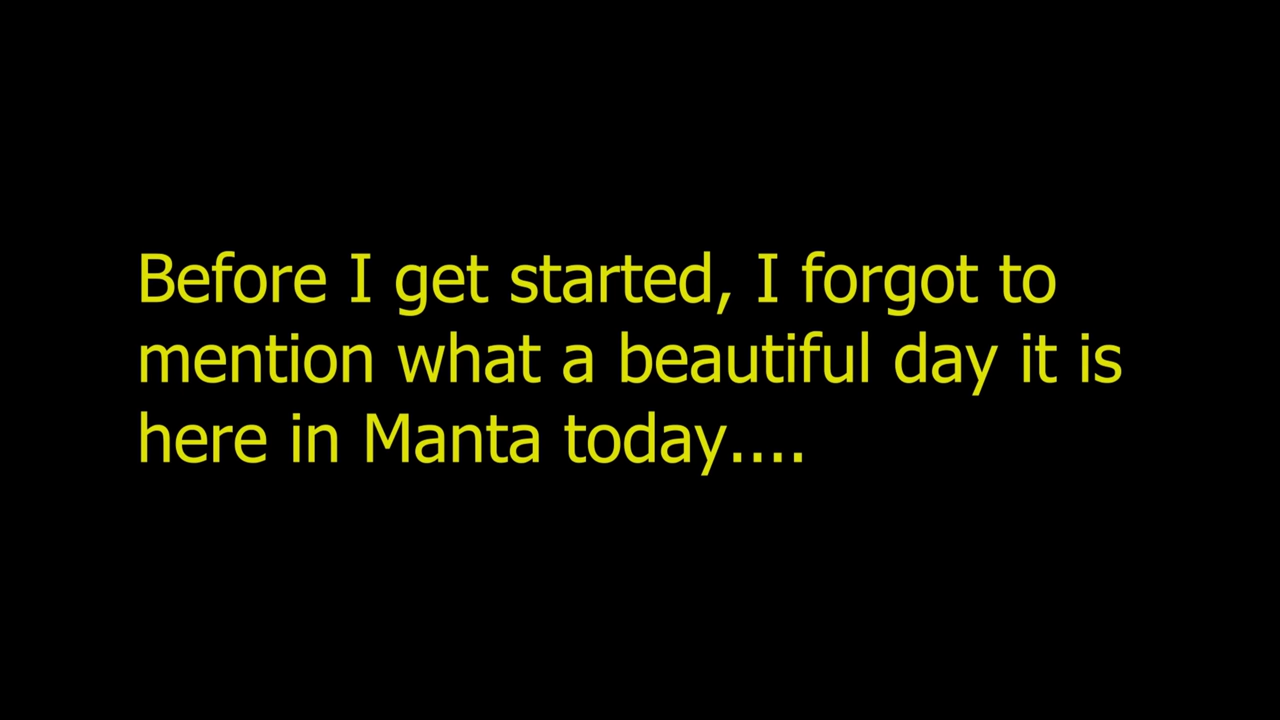 Before I get started, I forgot to
mention what a beautiful day it is
here in Manta today....